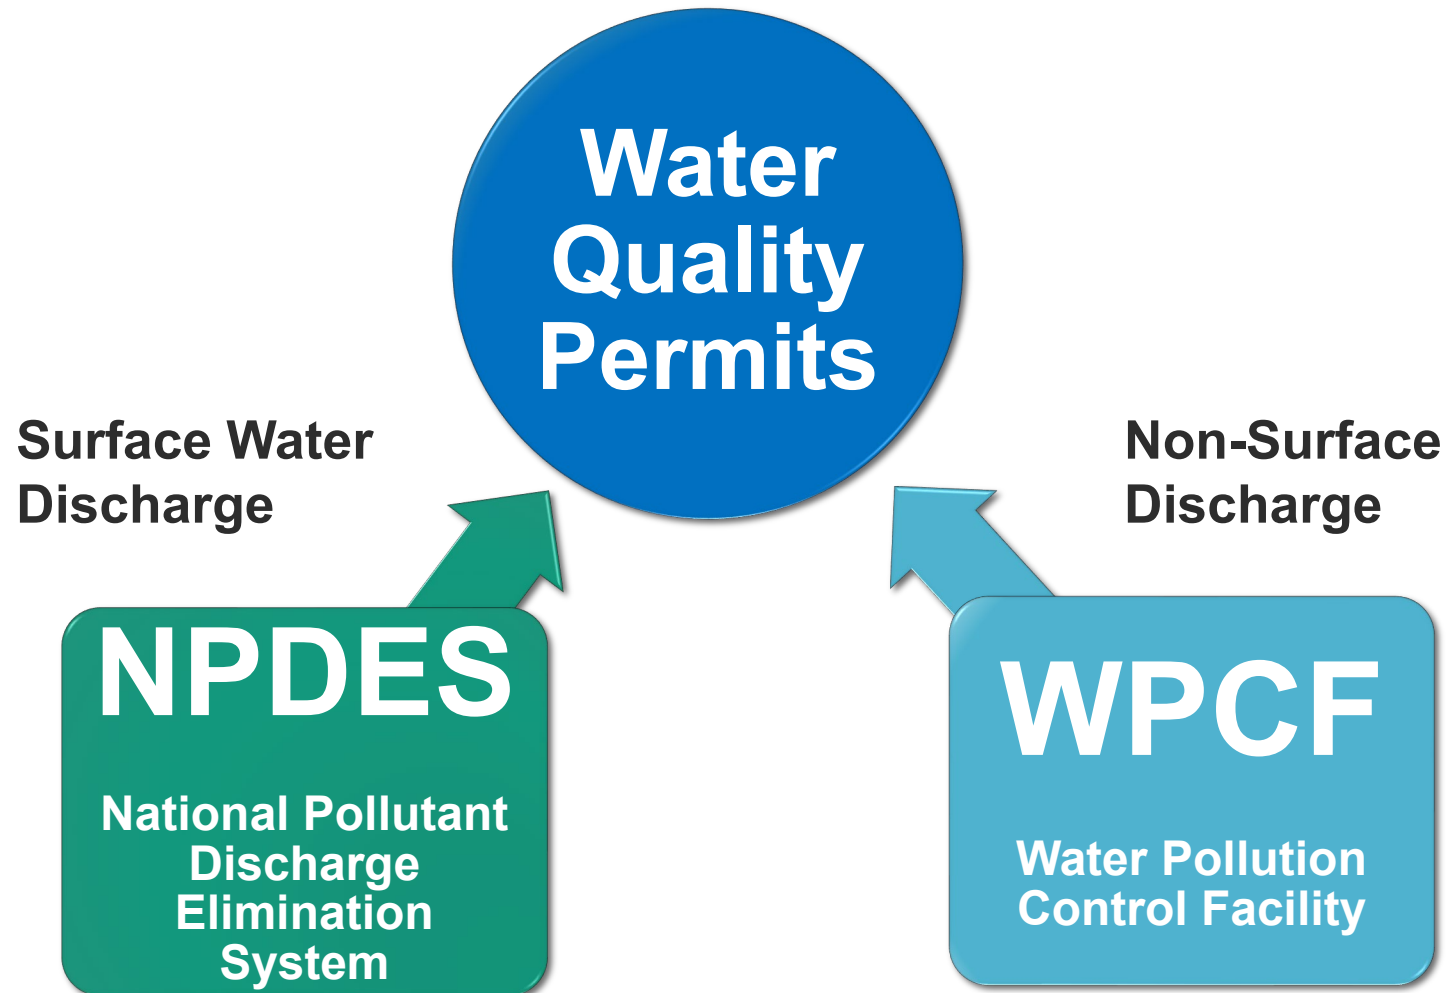 Water
Quality
Permits
Surface Water
Discharge
Non-Surface
Discharge
NPDES
National Pollutant
Discharge
Elimination
System
WPCF
Water Pollution
Control Facility